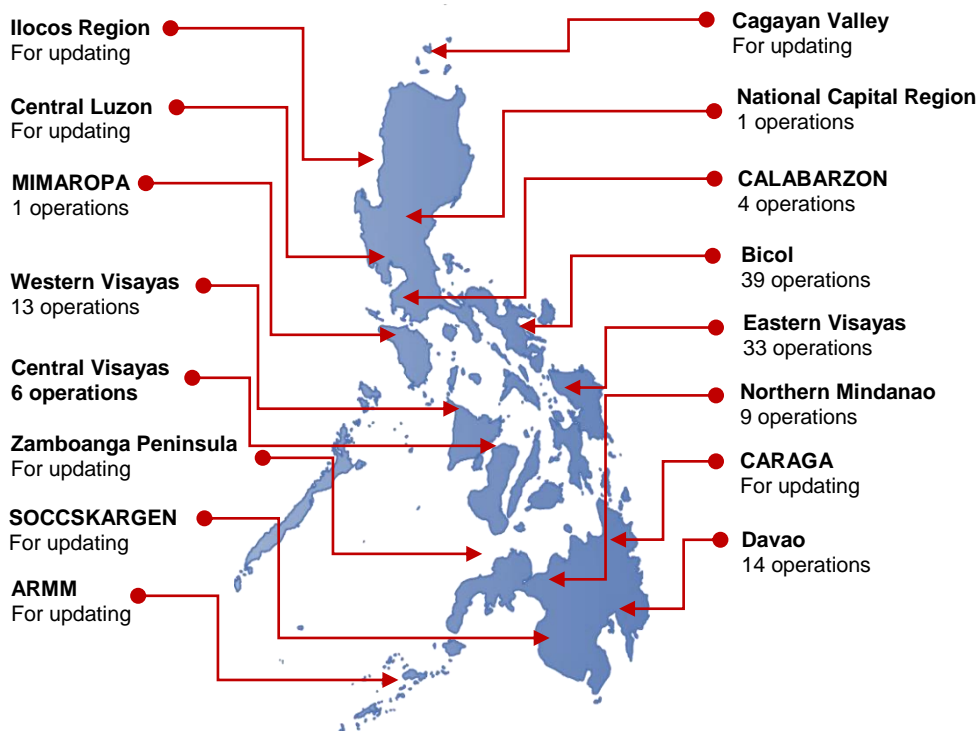 Ilocos Region
For updating
Central Luzon
For updating
MIMAROPA
1 operations
Western Visayas
13 operations
Central Visayas
6 operations
Zamboanga Peninsula
For updating
SOCCSKARGEN
For updating
ARMM
For updating
Cagayan Valley
For updating
National Capital Region
1 operations
CALABARZON
4 operations
Bicol
39 operations
Eastern Visayas
33 operations
Northern Mindanao
9 operations
CARAGA
For updating
Davao
14 operations